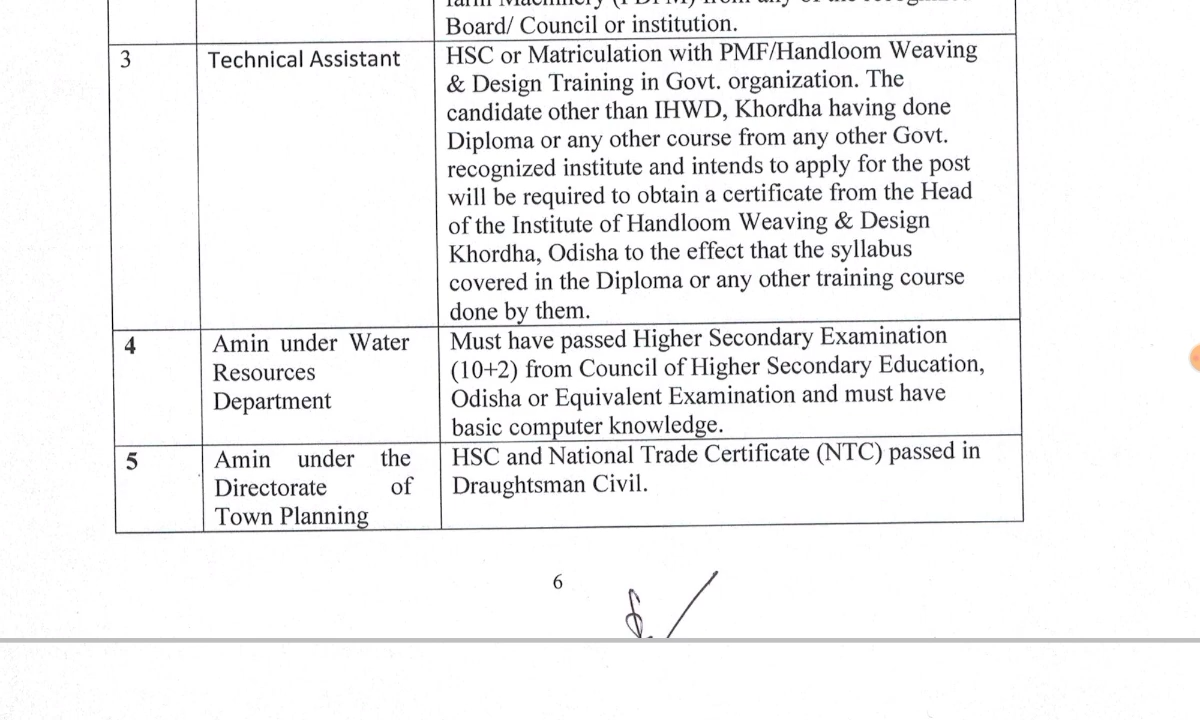 Board/ Council or institution.
3
Technical Assistant
HSC or Matriculation with PMF/Handloom Weaving
& Design Training in Govt. organization. The
candidate other than IHWD, Khordha having done
Diploma or any other course from any other Govt.
recognized institute and intends to apply for the post
will be required to obtain a certificate from the Head
of the Institute of Handloom Weaving & Design
Khordha, Odisha to the effect that the syllabus
covered in the Diploma or any other training course
done by them.
4
Amin under Water
Resources
Department
Must have passed Higher Secondary Examination
(10+2) from Council of Higher Secondary Education,
Odisha or Equivalent Examination and must have
basic computer knowledge.
5
Amin under the
Directorate of
Town Planning
HSC and National Trade Certificate (NTC) passed in
Draughtsman Civil.
6